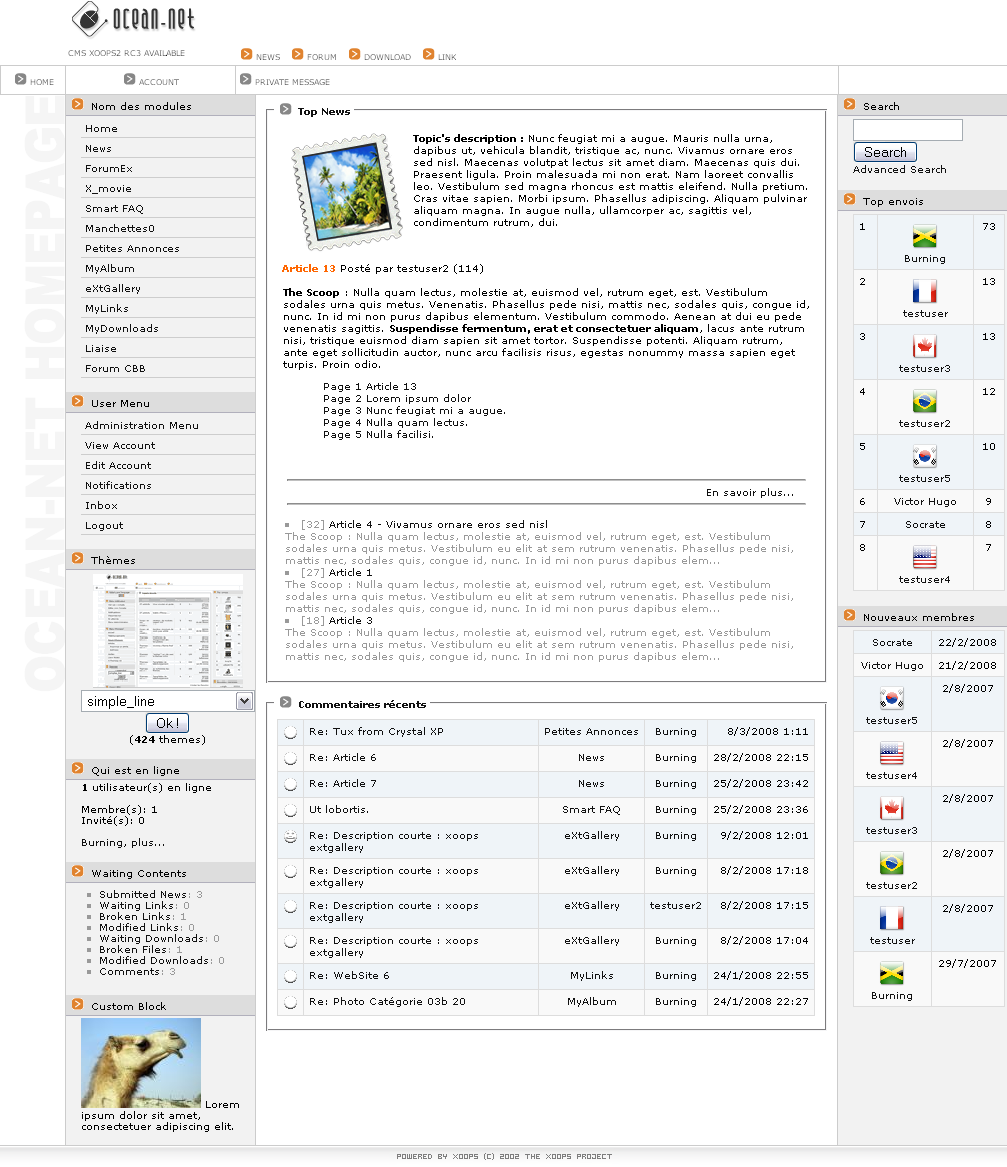 ocean-net
CMS XOOPS2 RC3 AVAILABLE
NEWS FORUM DOWNLOAD LINK
HOME ACCOUNT PRIVATE MESSAGE
OCEAN-NET HOMEPAGE
Nom des modules
Home
News
ForumEx
X_movie
Smart FAQ
Manchettes0
Petites Annonces
MyAlbum
eXtGallery
MyLinks
MyDownloads
Liaise
Forum CBB
User Menu
Administration Menu
View Account
Edit Account
Notifications
Inbox
Logout
Thèmes
simple_line
Ok !
(424 themes)
Qui est en ligne
1 utilisateur(s) en ligne
Membre(s): 1
Invité(s): 0
Burning, plus...
Waiting Contents
Submitted News: 3
Waiting Links: 0
Broken Links: 1
Modified Links: 0
Waiting Downloads: 0
Broken Files: 1
Modified Downloads: 0
Comments: 3
Custom Block
Lorem
ipsum dolor sit amet,
consectetuer adipiscing elit.
Top News
Topic's description : Nunc feugiat mi a augue. Mauris nulla urna,
dapibus ut, vehicula blandit, tristique ac, nunc. Vivamus ornare eros
sed nisl. Maecenas volutpat lectus sit amet diam. Maecenas quis dui.
Praesent ligula. Proin malesuada mi non erat. Nam laoreet convallis
leo. Vestibulum sed magna rhoncus est mattis eleifend. Nulla pretium.
Cras vitae sapien. Morbi ipsum. Phasellus adipiscing. Aliquam pulvinar
aliquam magna. In augue nulla, ullamcorper ac, sagittis vel,
condimentum rutrum, dui.
Article 13 Posté par testuser2 (114)
The Scoop : Nulla quam lectus, molestie at, euismod vel, rutrum eget, est. Vestibulum
sodales urna quis metus. Venenatis. Phasellus pede nisi, mattis nec, sodales quis, congue id,
nunc. In id mi non purus dapibus elementum. Vestibulum commodo. Aenean at dui eu pede
venenatis sagittis. Suspendisse fermentum, erat et consectetuer aliquam, lacus ante rutrum
nisi, tristique euismod diam sapien sit amet tortor. Suspendisse potenti. Aliquam rutrum,
ante eget sollicitudin auctor, nunc arcu facilisis risus, egestas nonummy massa sapien eget
turpis. Proin odio.
Page 1 Article 13
Page 2 Lorem ipsum dolor
Page 3 Nunc feugiat mi a augue.
Page 4 Nulla quam lectus.
Page 5 Nulla facilisi.
En savoir plus...
[32] Article 4 - Vivamus ornare eros sed nisl
The Scoop : Nulla quam lectus, molestie at, euismod vel, rutrum eget, est. Vestibulum
sodales urna quis metus. Vestibulum eu elit at sem rutrum venenatis. Phasellus pede nisi,
mattis nec, sodales quis, congue id, nunc. In id mi non purus dapibus elem...
[27] Article 1
The Scoop : Nulla quam lectus, molestie at, euismod vel, rutrum eget, est. Vestibulum
sodales urna quis metus. Vestibulum eu elit at sem rutrum venenatis. Phasellus pede nisi,
mattis nec, sodales quis, congue id, nunc. In id mi non purus dapibus elem...
[18] Article 3
The Scoop : Nulla quam lectus, molestie at, euismod vel, rutrum eget, est. Vestibulum
sodales urna quis metus. Vestibulum eu elit at sem rutrum venenatis. Phasellus pede nisi,
mattis nec, sodales quis, congue id, nunc. In id mi non purus dapibus elem...
Commentaires récents
Re: Tux from Crystal XP Petites Annonces Burning 8/3/2008 1:11
Re: Article 6 News Burning 28/2/2008 22:15
Re: Article 7 News Burning 25/2/2008 23:42
Ut lobortis. Smart FAQ Burning 25/2/2008 23:36
Re: Description courte : xoops eXtGallery Burning 9/2/2008 12:01
extgallery
Re: Description courte : xoops eXtGallery Burning 8/2/2008 17:18
extgallery
Re: Description courte : xoops eXtGallery testuser2 8/2/2008 17:15
extgallery
Re: Description courte : xoops eXtGallery Burning 8/2/2008 17:04
extgallery
Re: WebSite 6 MyLinks Burning 24/1/2008 22:55
Re: Photo Catégorie 03b 20 MyAlbum Burning 24/1/2008 22:27
Search
Search
Advanced Search
Top envois
1 Burning 73
2 testuser 13
3 testuser3 13
4 testuser2 12
5 testuser5 10
6 Victor Hugo 9
7 Socrate 8
8 testuser4 7
Nouveaux membres
Socrate 22/2/2008
Victor Hugo 21/2/2008
testuser5 2/8/2007
testuser4 2/8/2007
testuser3 2/8/2007
testuser2 2/8/2007
testuser 2/8/2007
Burning 29/7/2007
POWERED BY XOOPS (C) 2002 THE XOOPS PROJECT